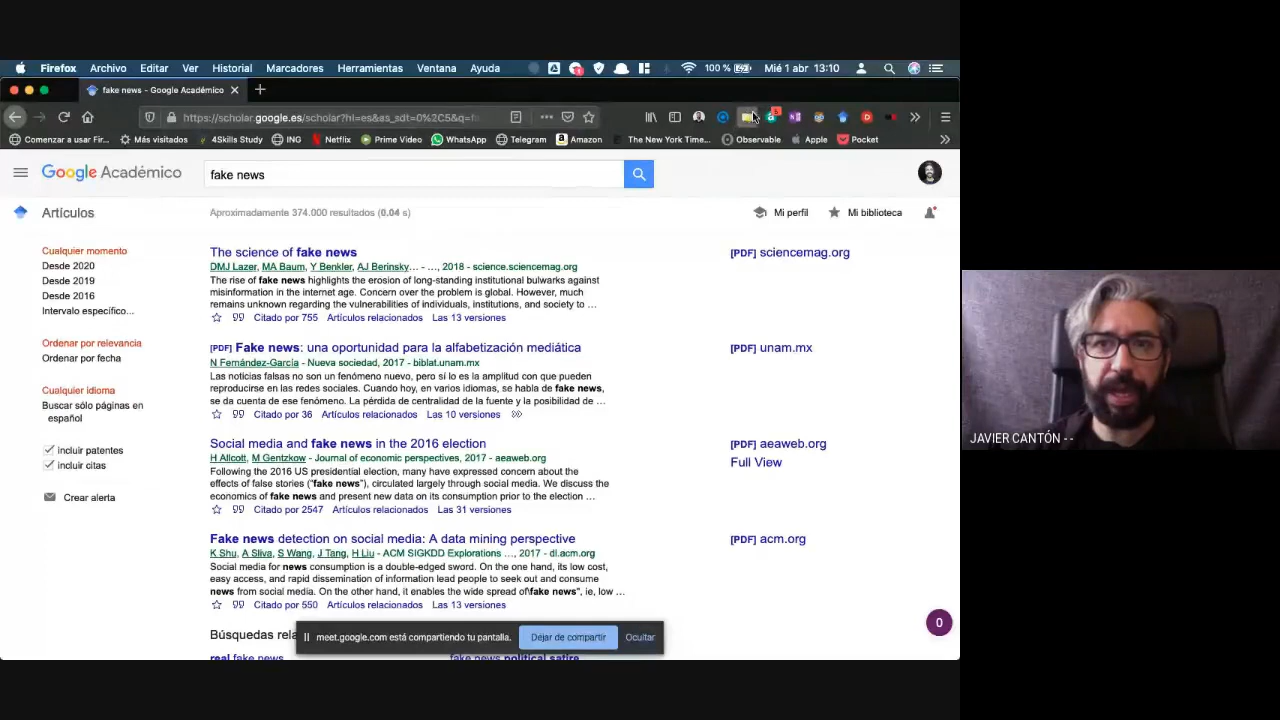 Firefox Archivo Editar Ver Historial Marcadores Herramientas Ventana Ayuda 100 % Mié 1 abr 13:10
fake news - Google Académico
https://scholar.google.es/scholar?hl=es&as_sdt=0%2C5&q=f
Comenzar a usar Fir... Más visitados 4Skills Study ING Netflix Prime Video WhatsApp Telegram Amazon The New York Time... Observable Apple Pocket
Google Académico
fake news
Artículos
Aproximadamente 374.000 resultados (0,04 s)
Mi perfil Mi biblioteca
Cualquier momento
Desde 2020
Desde 2019
Desde 2016
Intervalo específico...
Ordenar por relevancia
Ordenar por fecha
Cualquier idioma
Buscar sólo páginas en
español
incluir patentes
incluir citas
Crear alerta
The science of fake news
DMJ Lazer, MA Baum, Y Benkler, AJ Berinsky… - …, 2018 - science.sciencemag.org
The rise of fake news highlights the erosion of long-standing institutional bulwarks against
misinformation in the internet age. Concern over the problem is global. However, much
remains unknown regarding the vulnerabilities of individuals, institutions, and society to …
Citado por 755 Artículos relacionados Las 13 versiones
[PDF] sciencemag.org
[PDF] Fake news: una oportunidad para la alfabetización mediática
N Fernández-García - Nueva sociedad, 2017 - biblat.unam.mx
Las noticias falsas no son un fenómeno nuevo, pero sí lo es la amplitud con que pueden
reproducirse en las redes sociales. Cuando hoy, en varios idiomas, se habla de fake news,
se da cuenta de ese fenómeno. La pérdida de centralidad de la fuente y la posibilidad de …
Citado por 36 Artículos relacionados Las 10 versiones
[PDF] unam.mx
Social media and fake news in the 2016 election
H Allcott, M Gentzkow - Journal of economic perspectives, 2017 - aeaweb.org
Following the 2016 US presidential election, many have expressed concern about the
effects of false stories ("fake news"), circulated largely through social media. We discuss the
economics of fake news and present new data on its consumption prior to the election …
Citado por 2547 Artículos relacionados Las 31 versiones
[PDF] aeaweb.org
Full View
Fake news detection on social media: A data mining perspective
K Shu, A Sliva, S Wang, J Tang, H Liu - ACM SIGKDD Explorations …, 2017 - dl.acm.org
Social media for news consumption is a double-edged sword. On the one hand, its low cost,
easy access, and rapid dissemination of information lead people to seek out and consume
news from social media. On the other hand, it enables the wide spread of\fake news", ie, low …
Citado por 550 Artículos relacionados Las 13 versiones
[PDF] acm.org
Búsquedas rela
real fake news
fake news political satire
meet.google.com está compartiendo tu pantalla. Dejar de compartir Ocultar
0
JAVIER CANTÓN - -